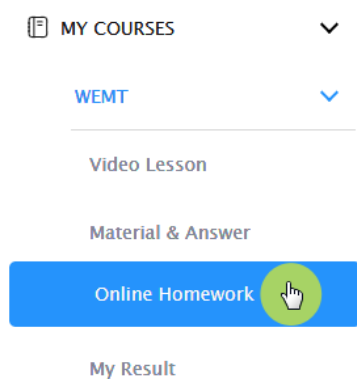 MY COURSES
WEMT
Video Lesson
Material & Answer
Online Homework
My Result